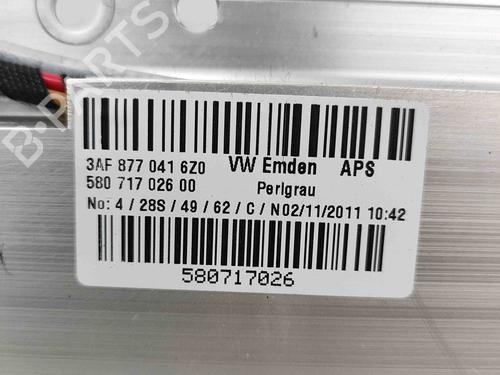 B-PARTS
3AF 877 041 6Z0 VW Emden APS
580 717 026 00 Perlgrau
No: 4 / 28S / 49 / 62 / C / N02/11/2011 10:42
580717026